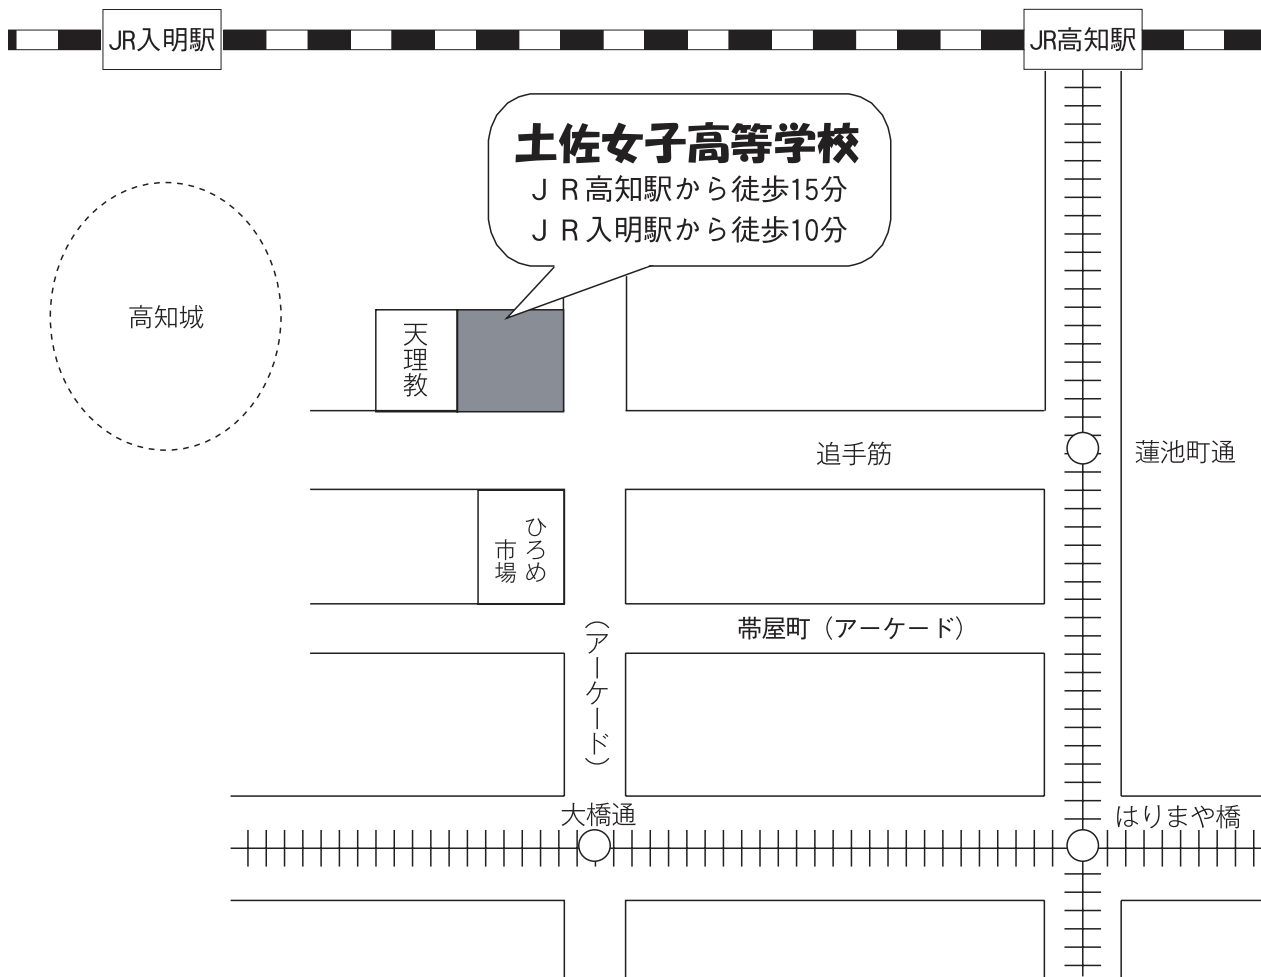 JR入明駅
JR高知駅
土佐女子高等学校
ＪＲ高知駅から徒歩15分
ＪＲ入明駅から徒歩10分
高知城
天理教
追手筋
蓮池町通
ひろめ
市場
帯屋町（アーケード）
（アーケード）
大橋通
はりまや橋